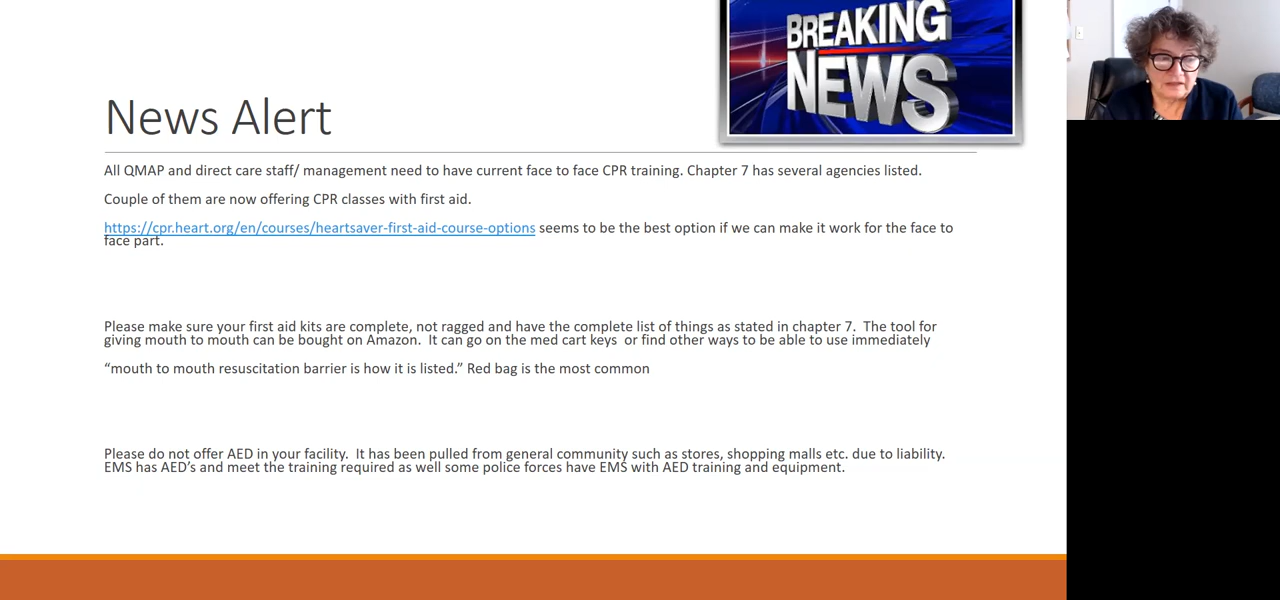 BREAKING
NEWS
News Alert
All QMAP and direct care staff/ management need to have current face to face CPR training. Chapter 7 has several agencies listed.
Couple of them are now offering CPR classes with first aid.
https://cpr.heart.org/en/courses/heartsaver-first-aid-course-options seems to be the best option if we can make it work for the face to
face part.
Please make sure your first aid kits are complete, not ragged and have the complete list of things as stated in chapter 7.  The tool for
giving mouth to mouth can be bought on Amazon.  It can go on the med cart keys  or find other ways to be able to use immediately
“mouth to mouth resuscitation barrier is how it is listed.” Red bag is the most common
Please do not offer AED in your facility.  It has been pulled from general community such as stores, shopping malls etc. due to liability.
EMS has AED’s and meet the training required as well some police forces have EMS with AED training and equipment.